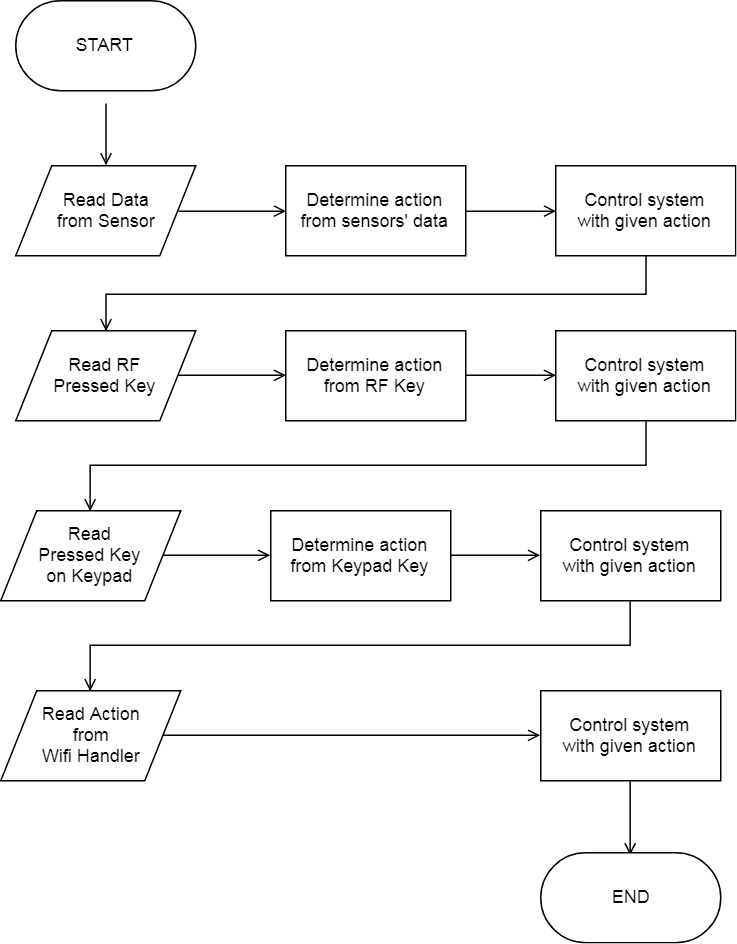 START
Read Data
from Sensor
Determine action
from sensors' data
Control system
with given action
Read RF
Pressed Key
Determine action
from RF Key
Control system
with given action
Read
Pressed Key
on Keypad
Determine action
from Keypad Key
Control system
with given action
Read Action
from
Wifi Handler
Control system
with given action
END